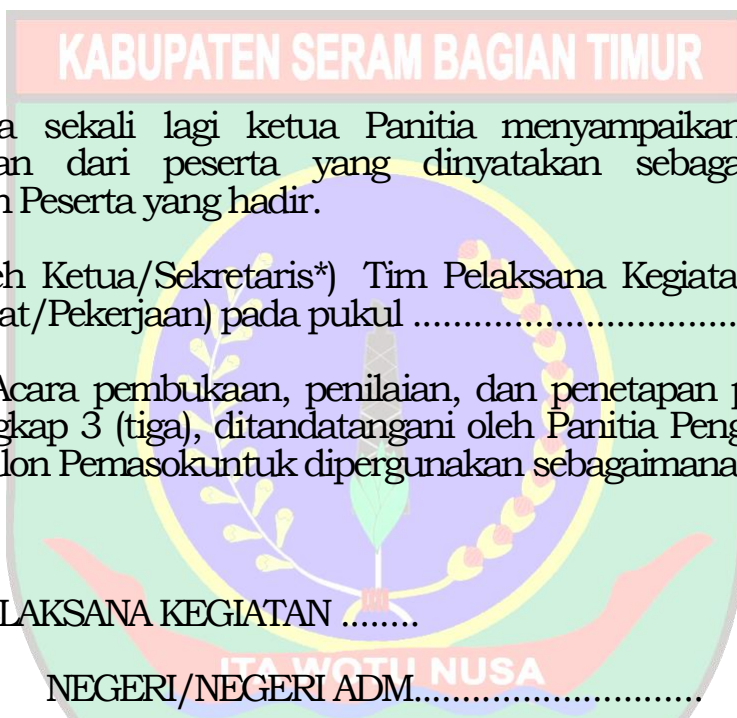 KABUPATEN SERAM BAGIAN TIMUR
a sekali lagi ketua Panitia menyampaikan
an dari peserta yang dinyatakan sebaga
n Peserta yang hadir.
eh Ketua/Sekretaris*) Tim Pelaksana Kegiata
at/Pekerjaan) pada pukul ................................
Acara pembukaan, penilaian, dan penetapan p
gkap 3 (tiga), ditandatangani oleh Panitia Peng
lon Pemasokuntuk dipergunakan sebagaimana
LAKSANA KEGIATAN ........
ITA WOTU NUSA
NEGERI/NEGERI ADM.............................